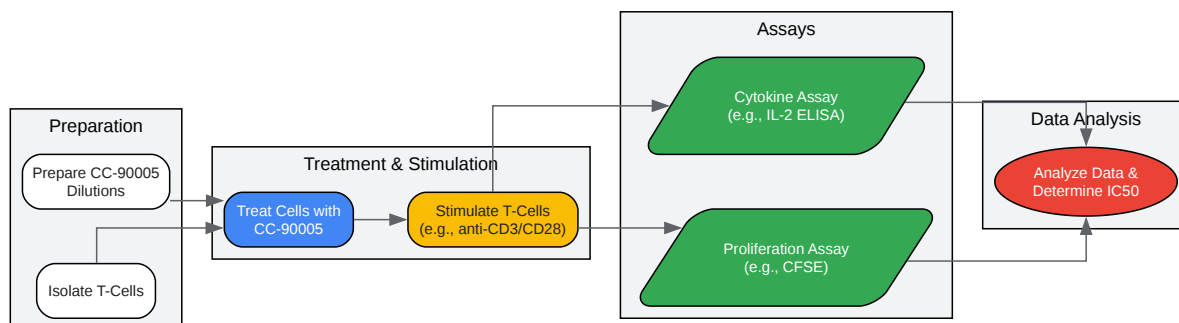 Preparation
Prepare CC-90005
Dilutions
Isolate T-Cells
Treatment & Stimulation
Treat Cells with
CC-90005
Stimulate T-Cells
(e.g., anti-CD3/CD28)
Assays
Cytokine Assay
(e.g., IL-2 ELISA)
Proliferation Assay
(e.g., CFSE)
Data Analysis
Analyze Data &
Determine IC50